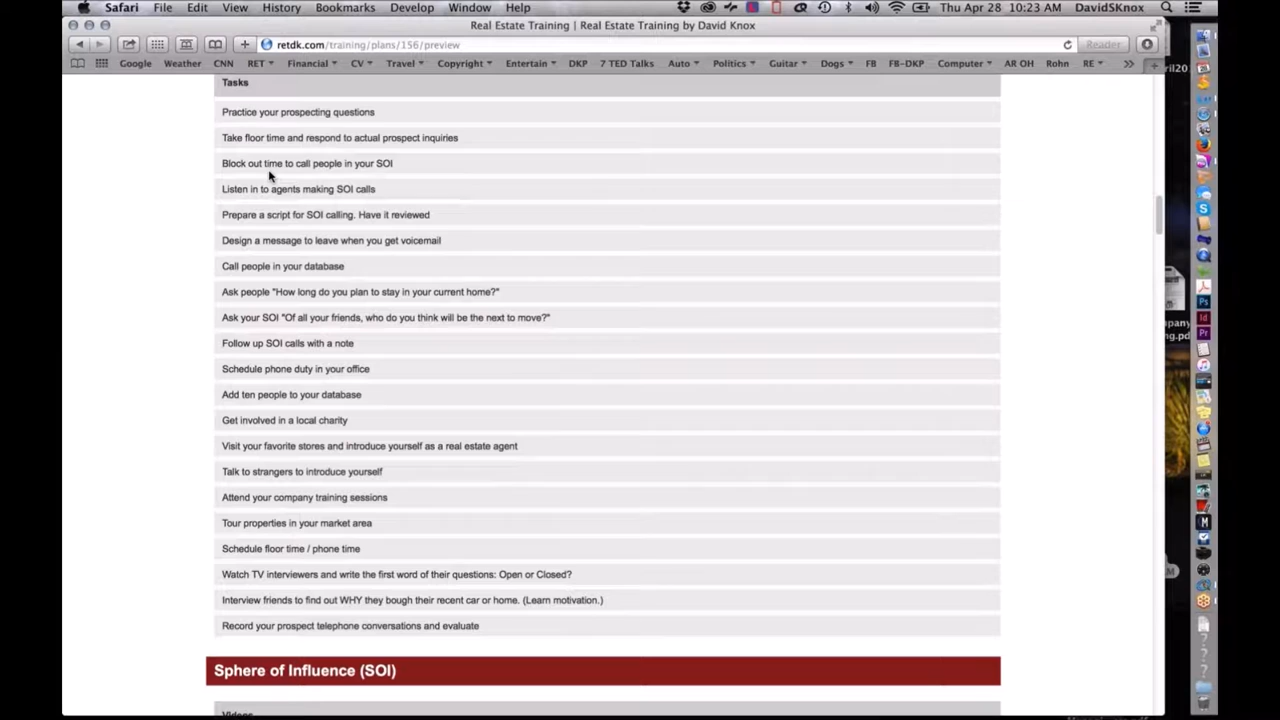 Safari File Edit View History Bookmarks Develop Window Help Thu Apr 28 10:23 AM DavidSKnox
Real Estate Training | Real Estate Training by David Knox
retdk.com/training/plans/156/preview Reader
Google Weather CNN RET Financial CV Travel Copyright Entertain DKP 7 TED Talks Auto Politics Guitar Dogs FB FB-DKP Computer AR OH Rohn RE
Tasks
Practice your prospecting questions
Take floor time and respond to actual prospect inquiries
Block out time to call people in your SOI
Listen in to agents making SOI calls
Prepare a script for SOI calling. Have it reviewed
Design a message to leave when you get voicemail
Call people in your database
Ask people "How long do you plan to stay in your current home?"
Ask your SOI "Of all your friends, who do you think will be the next to move?"
Follow up SOI calls with a note
Schedule phone duty in your office
Add ten people to your database
Get involved in a local charity
Visit your favorite stores and introduce yourself as a real estate agent
Talk to strangers to introduce yourself
Attend your company training sessions
Tour properties in your market area
Schedule floor time / phone time
Watch TV interviewers and write the first word of their questions: Open or Closed?
Interview friends to find out WHY they bough their recent car or home. (Learn motivation.)
Record your prospect telephone conversations and evaluate
Sphere of Influence (SOI)
Videos